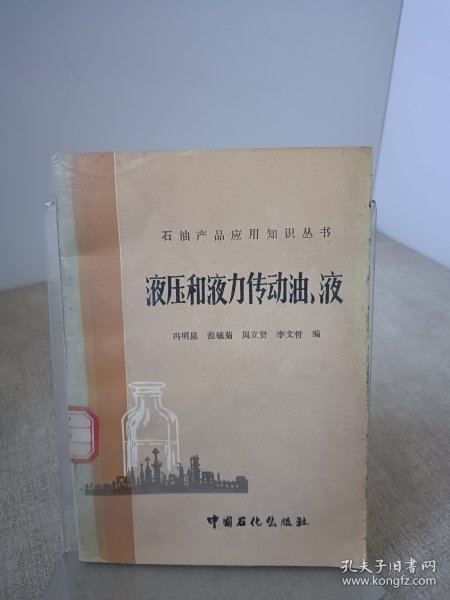 石油产品应用知识丛书
液压和液力传动油、液
冯明星 范毓菊 周立贤 李文哲 编
中国石化出版社
孔夫子旧书网
www.kongfz.com